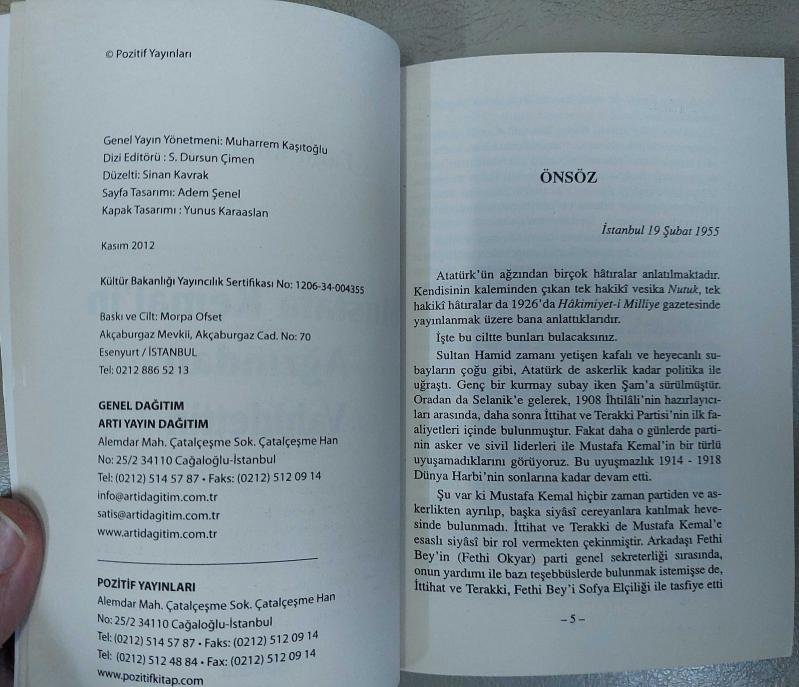 © Pozitif Yayınları
Genel Yayın Yönetmeni: Muharrem Kaşıtoğlu
Dizi Editörü : S. Dursun Çimen
Düzelti: Sinan Kavrak
Sayfa Tasarımı: Adem Şenel
Kapak Tasarımı : Yunus Karaaslan
Kasım 2012
Kültür Bakanlığı Yayıncılık Sertifikası No: 1206-34-004355
Baskı ve Cilt: Morpa Ofset
Akçaburgaz Mevkii, Akçaburgaz Cad. No: 70
Esenyurt / İSTANBUL
Tel: 0212 886 52 13
GENEL DAĞITIM
ARTI YAYIN DAĞITIM
Alemdar Mah. Çatalçeşme Sok. Çatalçeşme Han
No: 25/2 34110 Cağaloğlu-İstanbul
Tel: (0212) 514 57 87 • Faks: (0212) 512 09 14
info@artidagitim.com.tr
satis@artidagitim.com.tr
www.artidagitim.com.tr
POZİTİF YAYINLARI
Alemdar Mah. Çatalçeşme Sok. Çatalçeşme Han
No: 25/2 34110 Cağaloğlu-İstanbul
Tel: (0212) 514 57 87 • Faks: (0212) 512 09 14
Tel: (0212) 512 48 84 • Fax: (0212) 512 09 14
www.pozitifkitap.com
ÖNSÖZ
İstanbul 19 Şubat 1955
Atatürk'ün ağzından birçok hâtıralar anlatılmaktadır.
Kendisinin kaleminden çıkan tek hakikî vesika Nutuk, tek
hakikî hâtıralar da 1926'da Hâkimiyet-i Milliye gazetesinde
yayınlanmak üzere bana anlattıklarıdır.
İşte bu ciltte bunları bulacaksınız.
Sultan Hamid zamanı yetişen kafalı ve heyecanlı su-
bayların çoğu gibi, Atatürk de askerlik kadar politika ile
uğraştı. Genç bir kurmay subay iken Şam'a sürülmüştür.
Oradan da Selanik'e gelerek, 1908 İhtilâli'nin hazırlayıcı-
ları arasında, daha sonra İttihat ve Terakki Partisi'nin ilk fa-
aliyetleri içinde bulunmuştur. Fakat daha o günlerde parti-
nin asker ve sivil liderleri ile Mustafa Kemal'in bir türlü
uyuşamadıklarını görüyoruz. Bu uyuşmazlık 1914 - 1918
Dünya Harbi'nin sonlarına kadar devam etti.
Şu var ki Mustafa Kemal hiçbir zaman partiden ve as-
kerlikten ayrılıp, başka siyâsî cereyanlara katılmak heve-
sinde bulunmadı. İttihat ve Terakki de Mustafa Kemal'e
esaslı siyâsî bir rol vermekten çekinmiştir. Arkadaşı Fethi
Bey'in (Fethi Okyar) parti genel sekreterliği sırasında,
onun yardımı ile bazı teşebbüslerde bulunmak istemişse de,
İttihat ve Terakki, Fethi Bey'i Sofya Elçiliği ile tasfiye etti
– 5 –